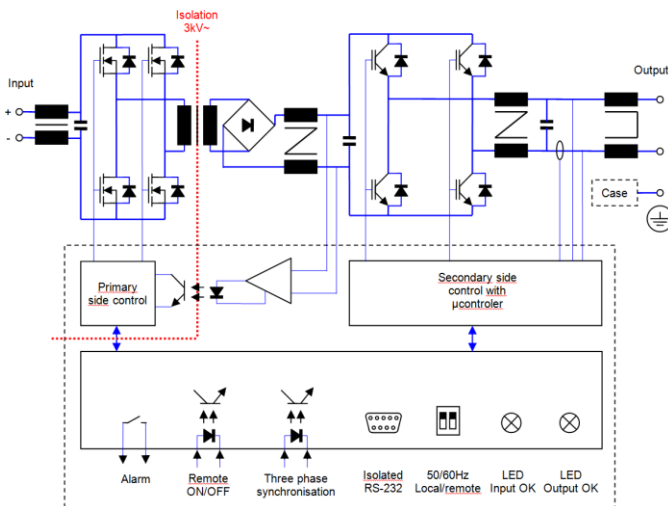 Isolation
3kV~
Input
Output
+
-
Case
Primary
side control
Secondary
side
control with
µcontroler
Alarm
Remote
ON/OFF
Three phase
synchronisation
Isolated
RS-232
50/60Hz
Local/remote
LED
Input OK
LED
Output OK